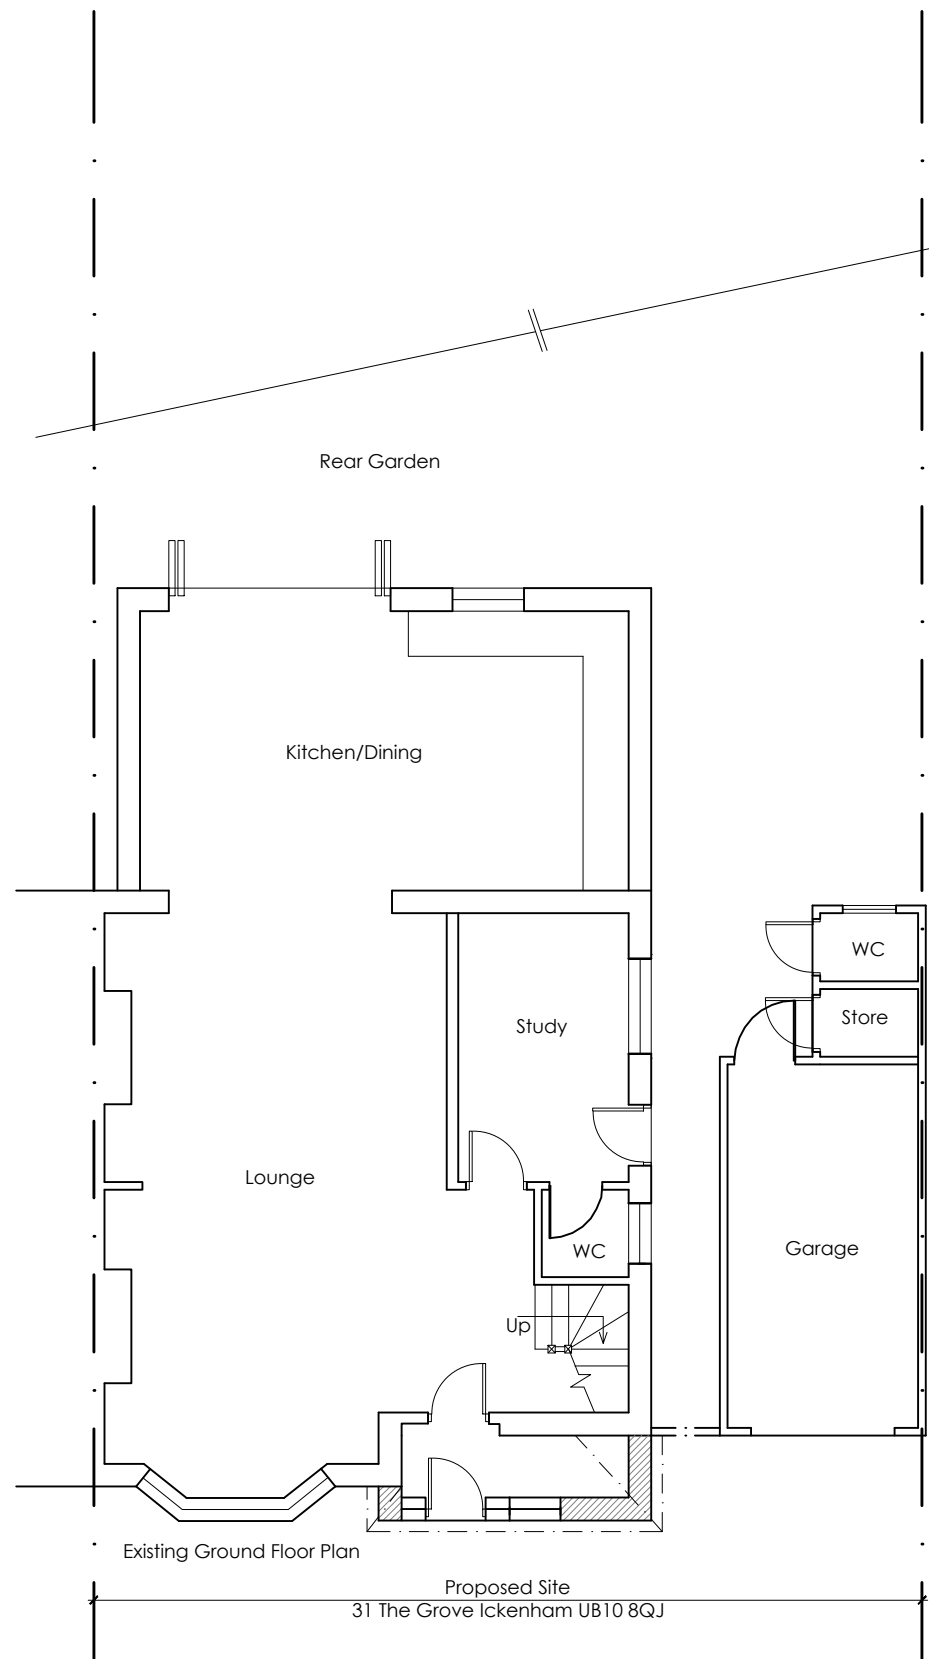 Rear Garden
Kitchen/Dining
WC
Store
Study
Lounge
WC
Garage
Up
Existing Ground Floor Plan
Proposed Site
31 The Grove Ickenham UB10 8QJ